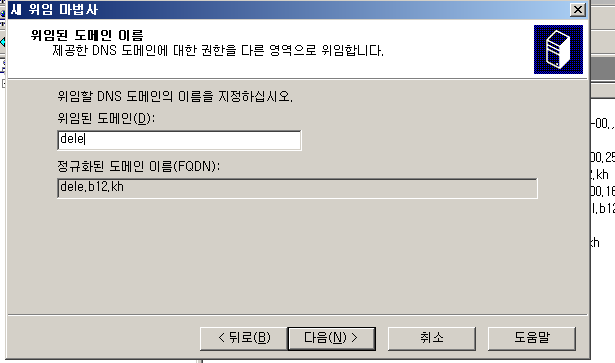 새 위임 마법사
위임된 도메인 이름
제공한 DNS 도메인에 대한 권한을 다른 영역으로 위임합니다.
위임할 DNS 도메인의 이름을 지정하십시오.
위임된 도메인(D):
dele
정규화된 도메인 이름(FQDN):
dele.b12.kh
< 뒤로(B)
다음(N) >
취소
도움말
-00,,
00,25
2.kh
00,16
l.b12
kh